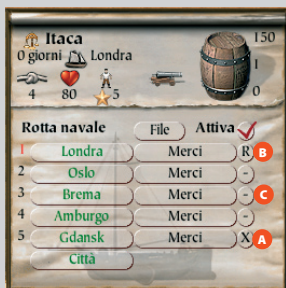 Itaca 150
0 giorni Londra
1
4 80 5 0
Rotta navale File Attiva
1 Londra Merci R B
2 Oslo Merci -
3 Brema Merci - C
4 Amburgo Merci -
5 Gdansk Merci X A
Città